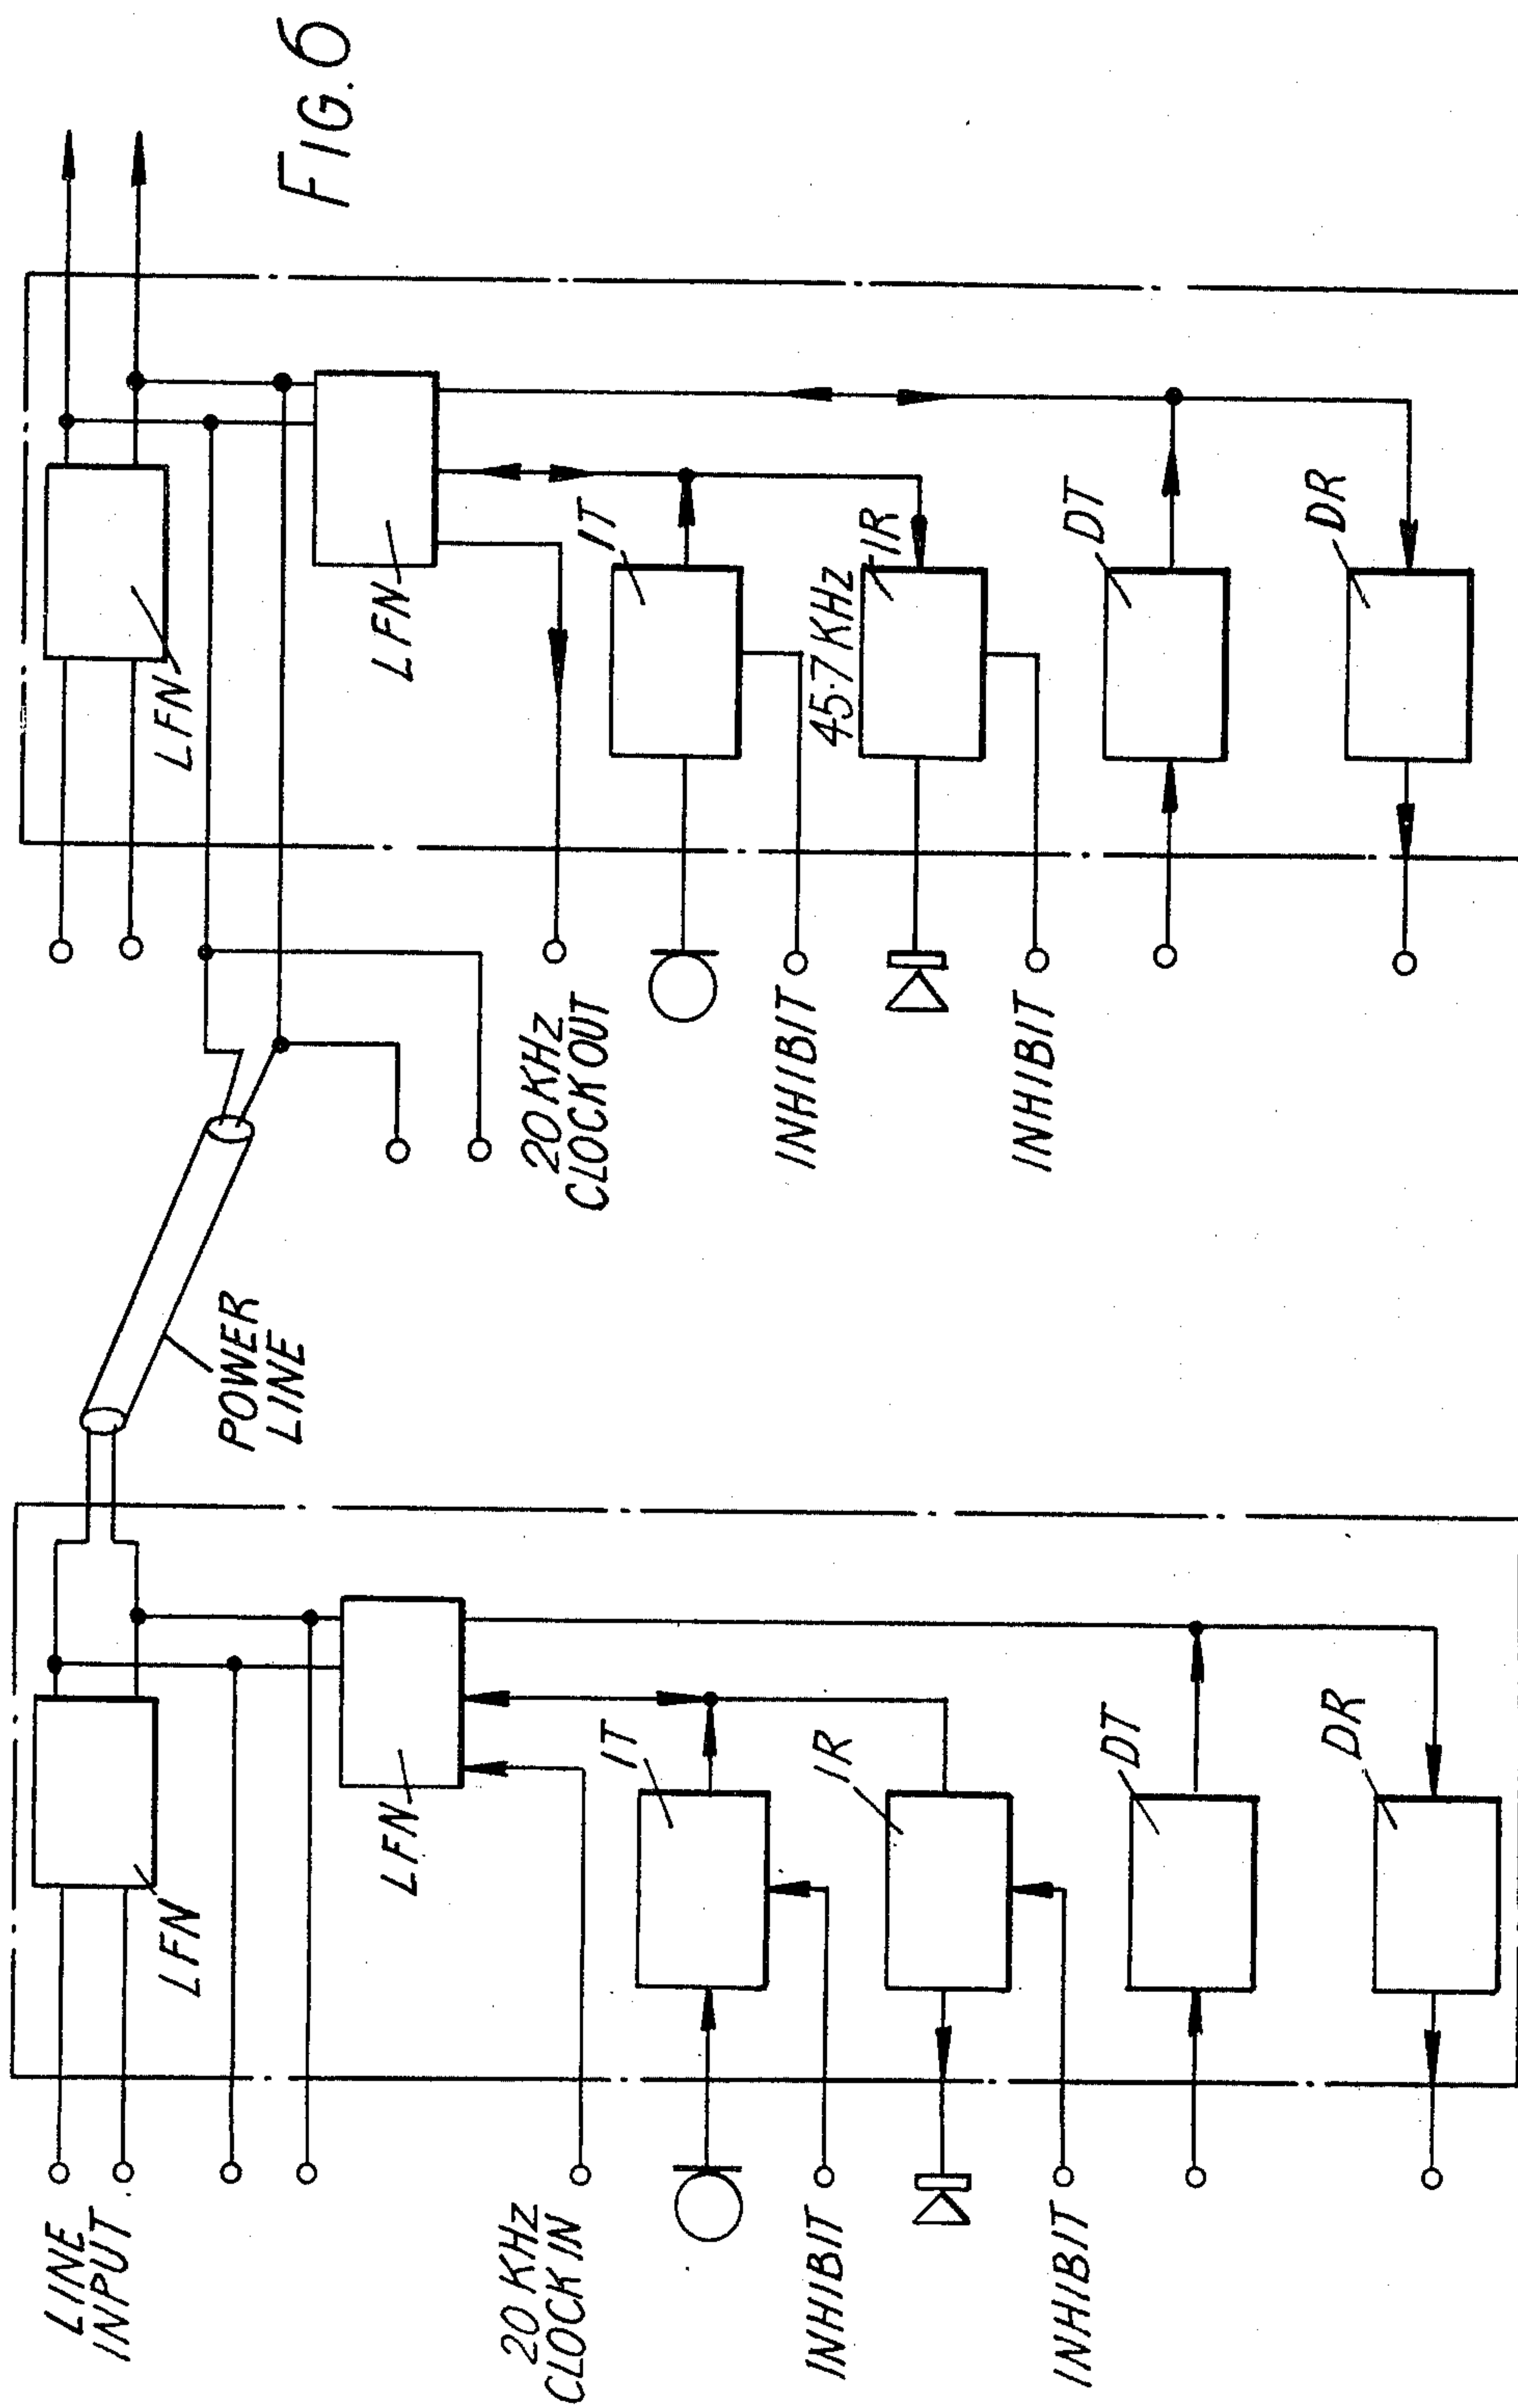 LINE
INPUT
LFN
LFN
20 KHz
CLOCK IN
IT
INHIBIT
IR
INHIBIT
DT
DR
POWER
LINE
LFN
LFN
20 KHz
CLOCK OUT
IT
INHIBIT
45·7 KHz
IR
INHIBIT
DT
DR
FIG. 6